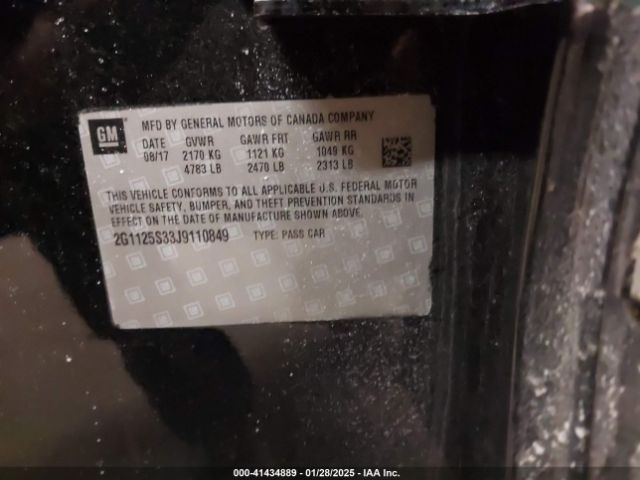 GM
MFD BY GENERAL MOTORS OF CANADA COMPANY
DATE GVWR GAWR FRT GAWR RR
08/17 2170 KG 1121 KG 1049 KG
4783 LB 2470 LB 2313 LB
THIS VEHICLE CONFORMS TO ALL APPLICABLE U.S. FEDERAL MOTOR
VEHICLE SAFETY, BUMPER, AND THEFT PREVENTION STANDARDS IN
EFFECT ON THE DATE OF MANUFACTURE SHOWN ABOVE.
2G1125S33J9110849 TYPE: PASS CAR
000-41434889 | 01/28/2025 - IAA Inc.